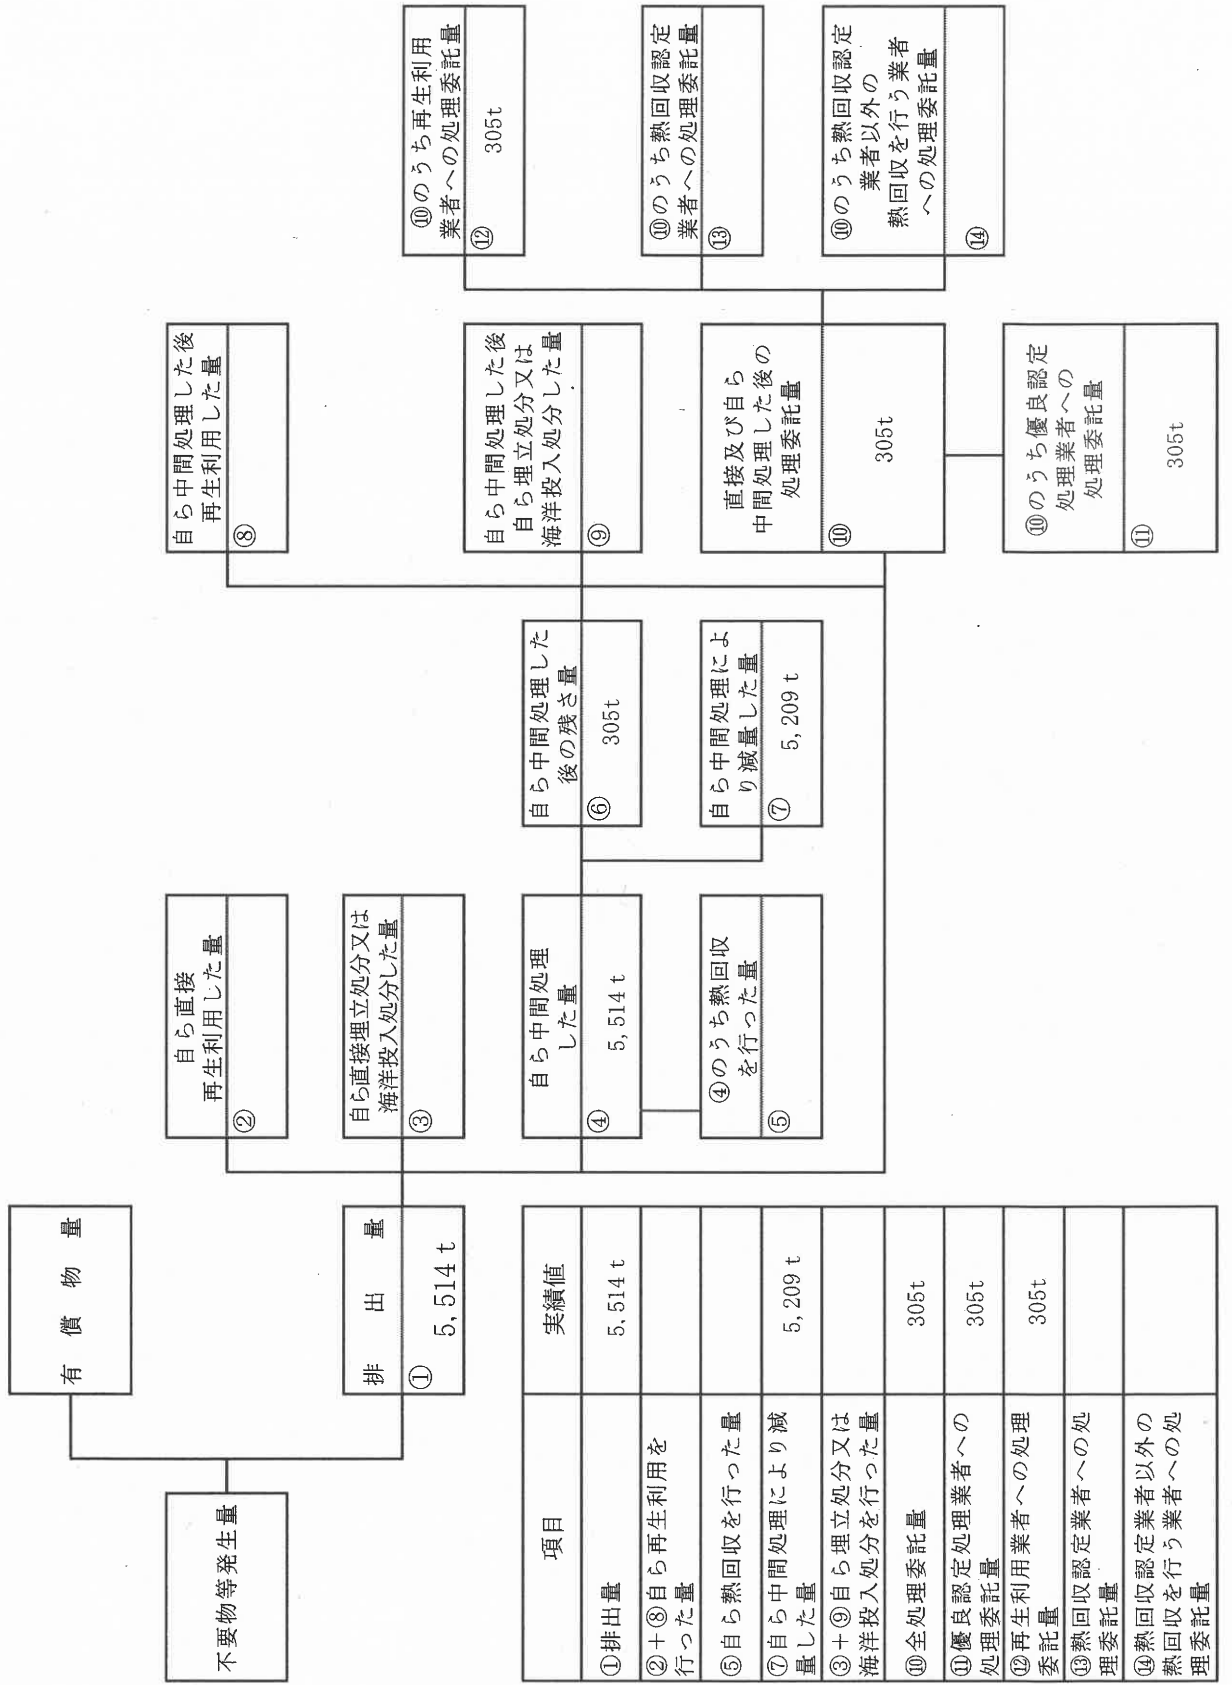 不要物等発生量
有償物量
排出量
① 5,514t
自ら直接
再生利用した量
②
自ら直接埋立処分又は
海洋投入処分した量
③
自ら中間処理
した量
④ 5,514t
④のうち熱回収
を行った量
⑤
自ら中間処理した
後の残さ量
⑥ 305t
自ら中間処理によ
り減量した量
⑦ 5,209t
自ら中間処理した後
再生利用した量
⑧
自ら中間処理した後
自ら埋立処分又は
海洋投入処分した量
⑨
直接及び自ら
中間処理した後の
処理委託量
⑩ 305t
⑩のうち優良認定
処理業者への
処理委託量
⑪ 305t
⑩のうち再生利用
業者への処理委託量
⑫ 305t
⑩のうち熱回収認定
業者への処理委託量
⑬
⑩のうち熱回収認定
業者以外の
熱回収を行う業者
への処理委託量
⑭
項目 実績値
①排出量 5,514t
②+⑧自ら再生利用を
行った量
⑤自ら熱回収を行った量
⑦自ら中間処理により減
量した量 5,209t
③+⑨自ら埋立処分又は
海洋投入処分を行った量
⑩全処理委託量 305t
⑪優良認定処理業者への
処理委託量 305t
⑫再生利用業者への処理
委託量 305t
⑬熱回収認定業者への処
理委託量
⑭熱回収認定業者以外の
熱回収を行う業者への処
理委託量